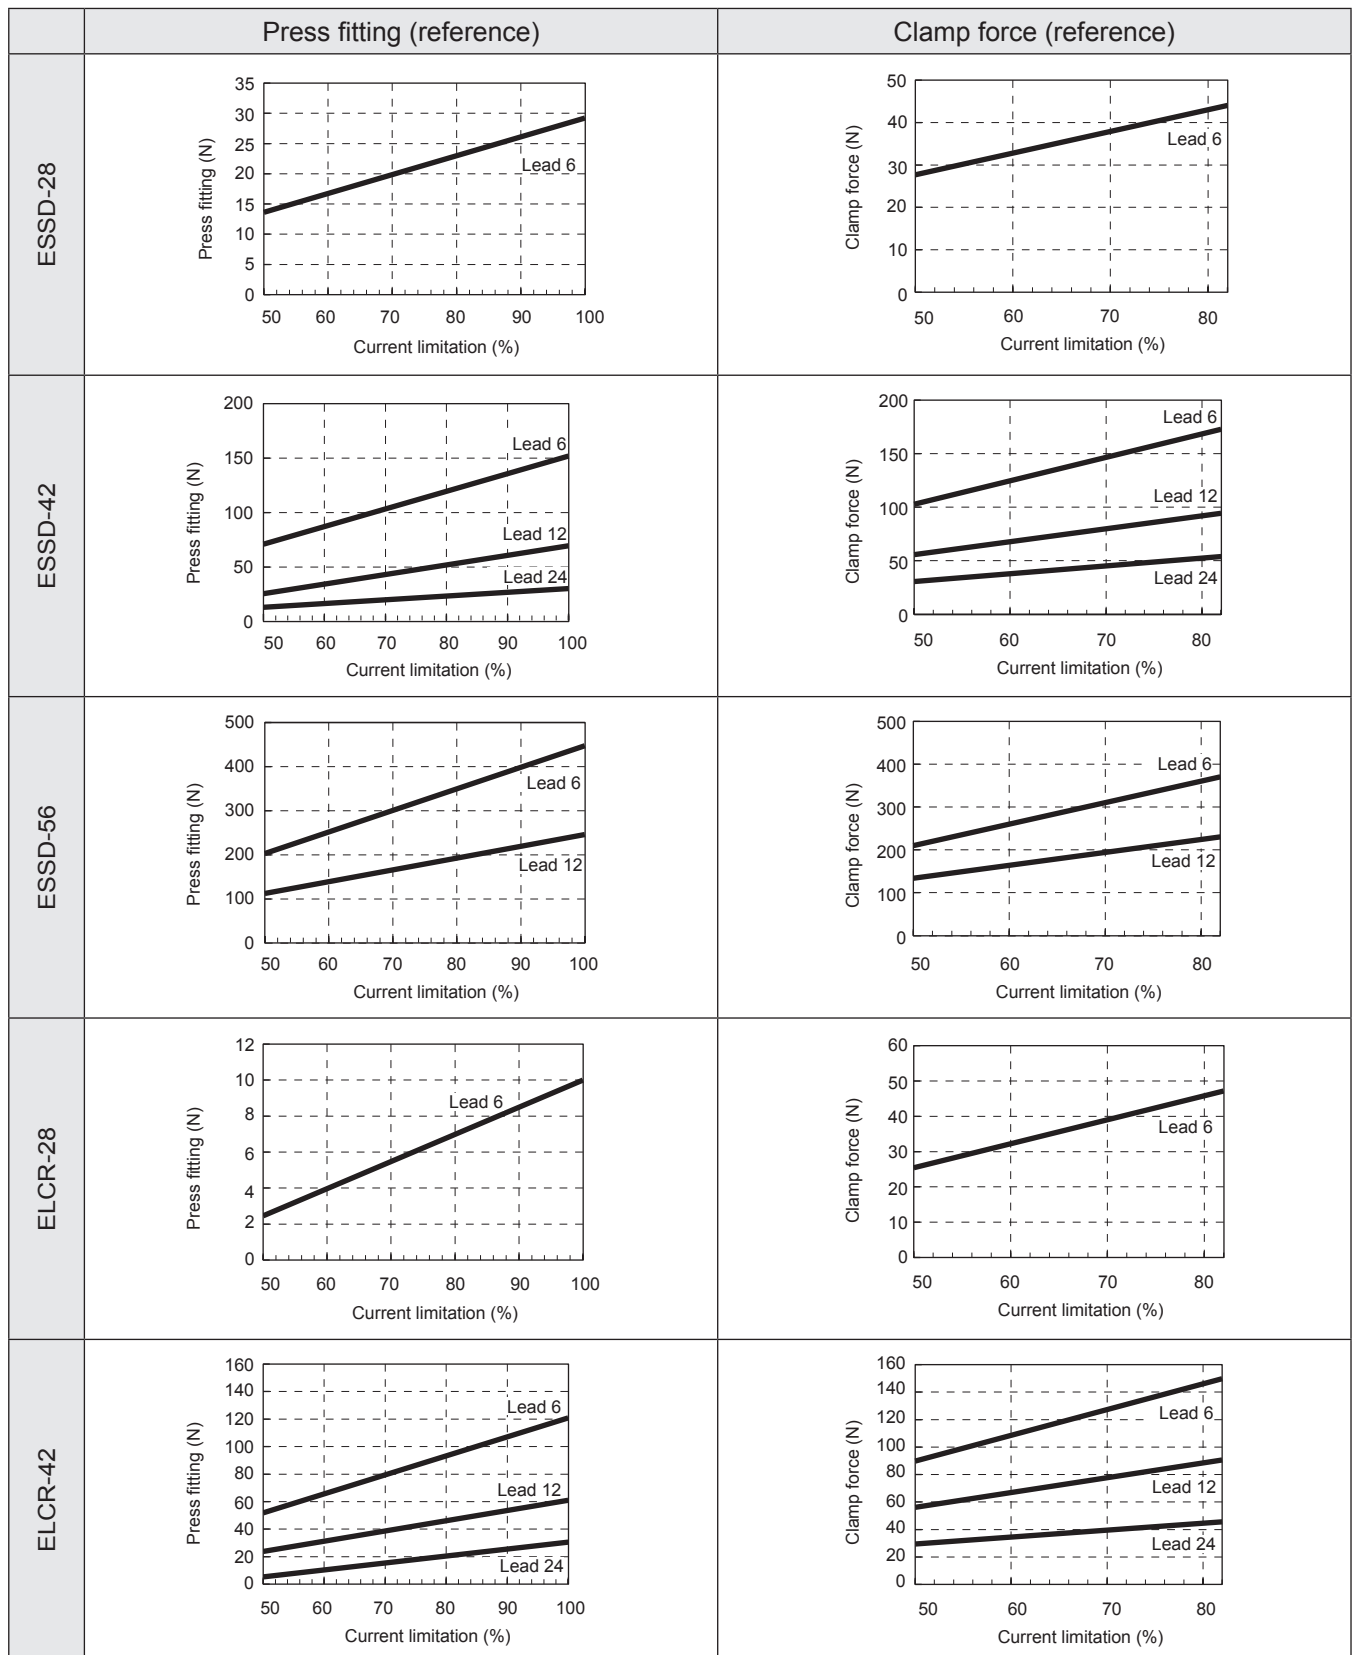 Press fitting (reference)
Clamp force (reference)
ESSD-28
Press fitting (N)
35
30
25
20
15
10
5
0
Lead 6
50 60 70 80 90 100
Current limitation (%)
Clamp force (N)
50
40
30
20
10
0
Lead 6
50 60 70 80
Current limitation (%)
ESSD-42
Press fitting (N)
200
150
100
50
0
Lead 6
Lead 12
Lead 24
50 60 70 80 90 100
Current limitation (%)
Clamp force (N)
200
150
100
50
0
Lead 6
Lead 12
Lead 24
50 60 70 80
Current limitation (%)
ESSD-56
Press fitting (N)
500
400
300
200
100
0
Lead 6
Lead 12
50 60 70 80 90 100
Current limitation (%)
Clamp force (N)
500
400
300
200
100
0
Lead 6
Lead 12
50 60 70 80
Current limitation (%)
ELCR-28
Press fitting (N)
12
10
8
6
4
2
0
Lead 6
50 60 70 80 90 100
Current limitation (%)
Clamp force (N)
60
50
40
30
20
10
0
Lead 6
50 60 70 80
Current limitation (%)
ELCR-42
Press fitting (N)
160
140
120
100
80
60
40
20
0
Lead 6
Lead 12
Lead 24
50 60 70 80 90 100
Current limitation (%)
Clamp force (N)
160
140
120
100
80
60
40
20
0
Lead 6
Lead 12
Lead 24
50 60 70 80
Current limitation (%)